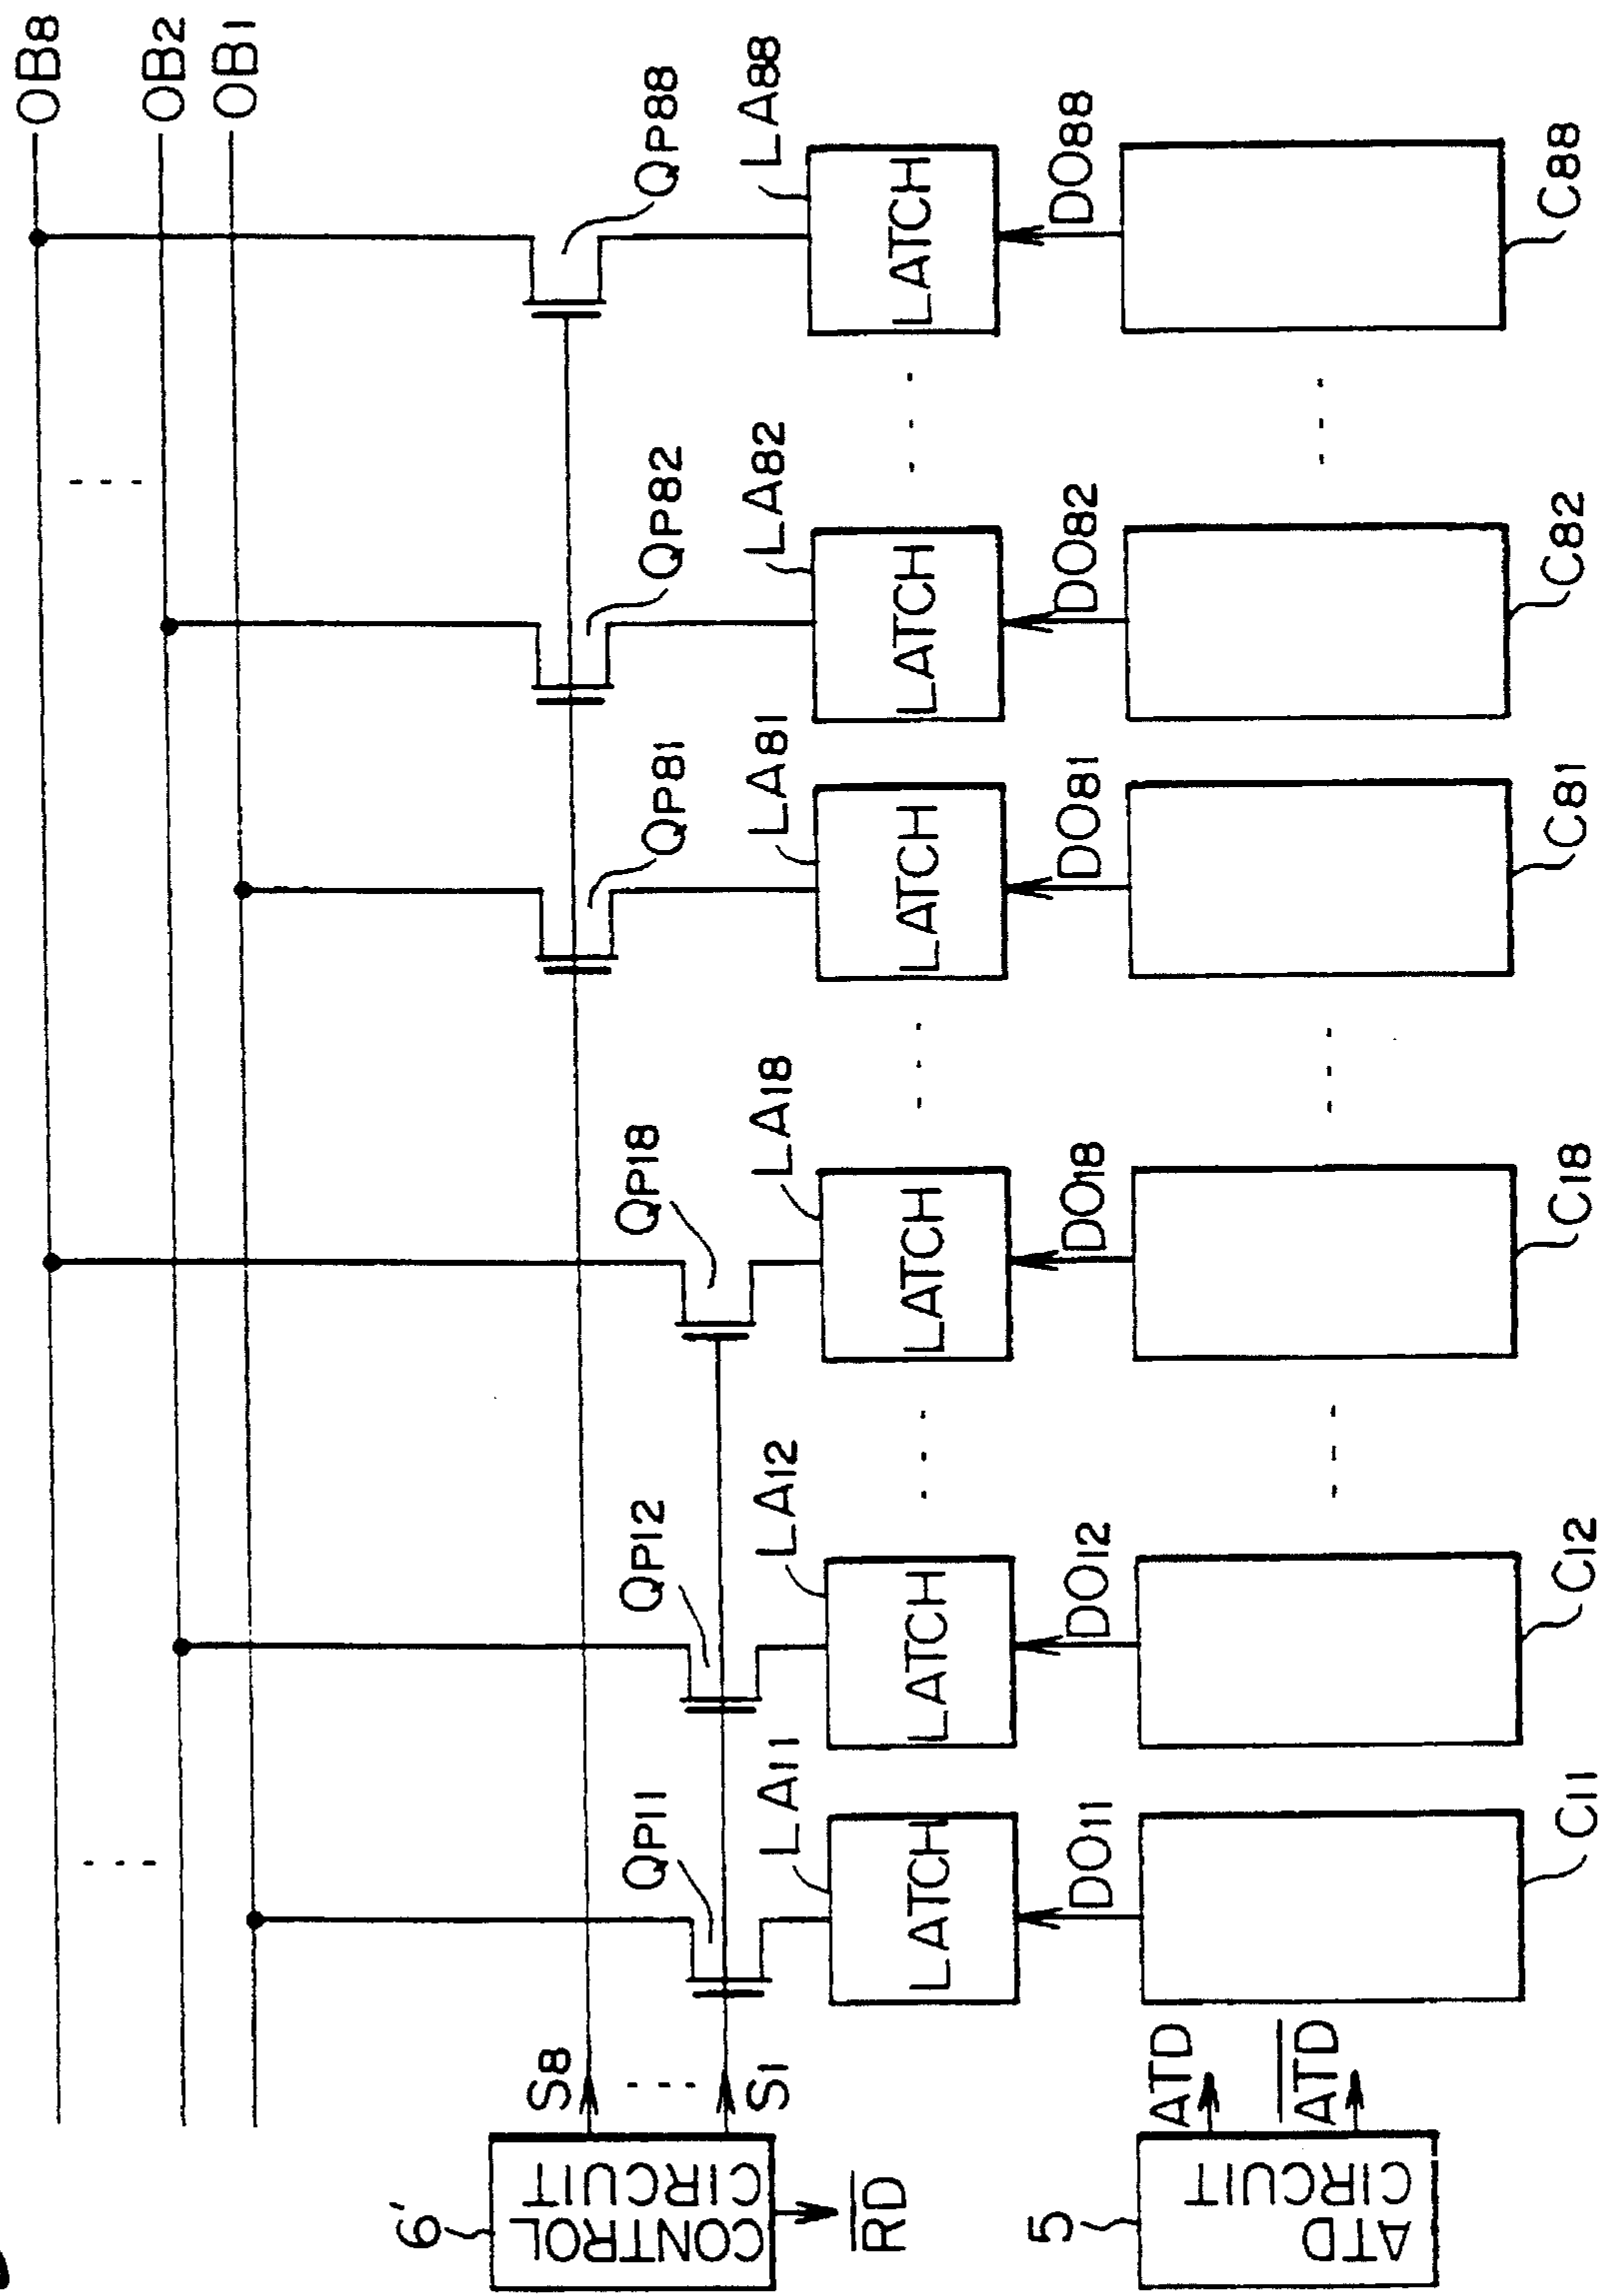 OB8
OB2
OB1
QP11
QP12
QP18
QP81
QP82
QP88
S8
S1
6'
CONTROL
CIRCUIT
RD
LA11
LA12
LA18
LA81
LA82
LA88
LATCH
LATCH
LATCH
LATCH
LATCH
LATCH
DO11
DO12
DO18
DO81
DO82
DO88
5
ATD
CIRCUIT
ATD
ATD
C11
C12
C18
C81
C82
C88